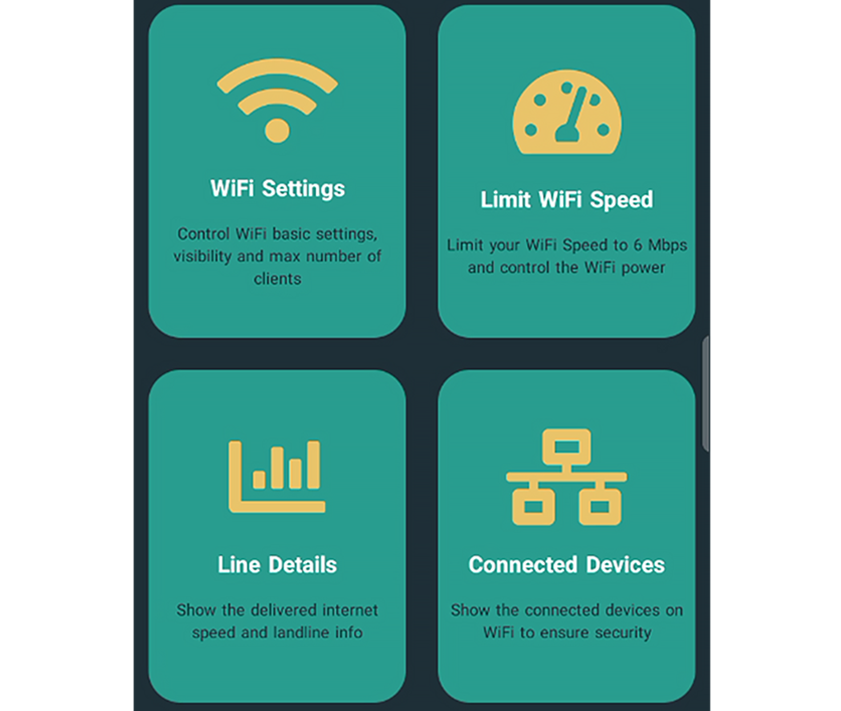 WiFi Settings
Control WiFi basic settings,
visibility and max number of
clients
Limit WiFi Speed
Limit your WiFi Speed to 6 Mbps
and control the WiFi power
Line Details
Show the delivered internet
speed and landline info
Connected Devices
Show the connected devices on
WiFi to ensure security